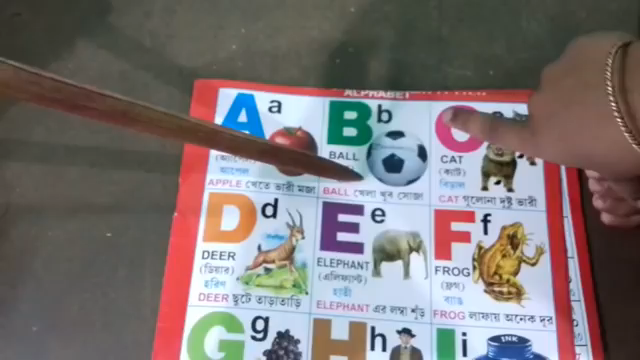 ALPHABET
A a
B b
আপেল
APPLE খেতে ভারী মজা
BALL
BALL খেলা খুব সোজা
CAT
(ক্যাট)
বিড়াল
CAT গুলোনা দুষ্টু ভারী
D d
DEER
(ডিয়ার)
হরিণ
DEER ছুটে তাড়াতাড়ি
E e
ELEPHANT
(এলিফ্যান্ট)
হাতী
ELEPHANT এর লম্বা শুঁড়
F f
FROG
(ফ্রগ)
ব্যাঙ
FROG লাফায় অনেক দূর
G g
H h
I i
INK